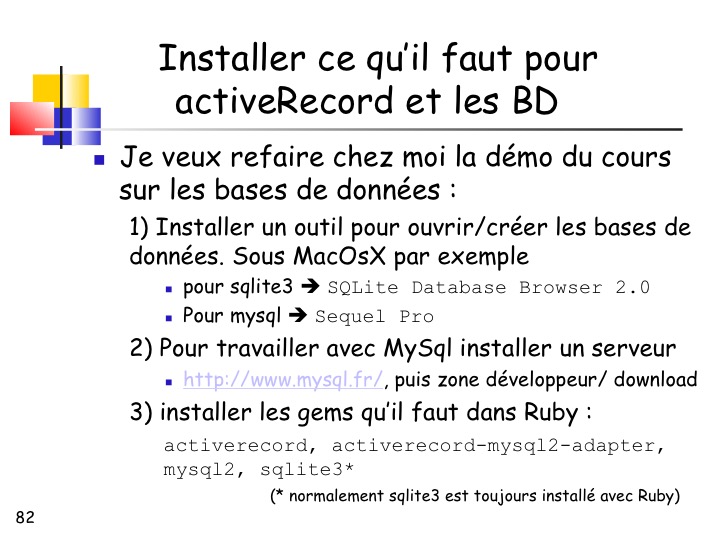 Installer ce qu’il faut pour
activeRecord et les BD
Je veux refaire chez moi la démo du cours
sur les bases de données :
1) Installer un outil pour ouvrir/créer les bases de
données. Sous MacOsX par exemple
pour sqlite3 ➔ SQLite Database Browser 2.0
Pour mysql ➔ Sequel Pro
2) Pour travailler avec MySql installer un serveur
http://www.mysql.fr/, puis zone développeur/ download
3) installer les gems qu’il faut dans Ruby :
activerecord, activerecord-mysql2-adapter,
mysql2, sqlite3*
(* normalement sqlite3 est toujours installé avec Ruby)
82